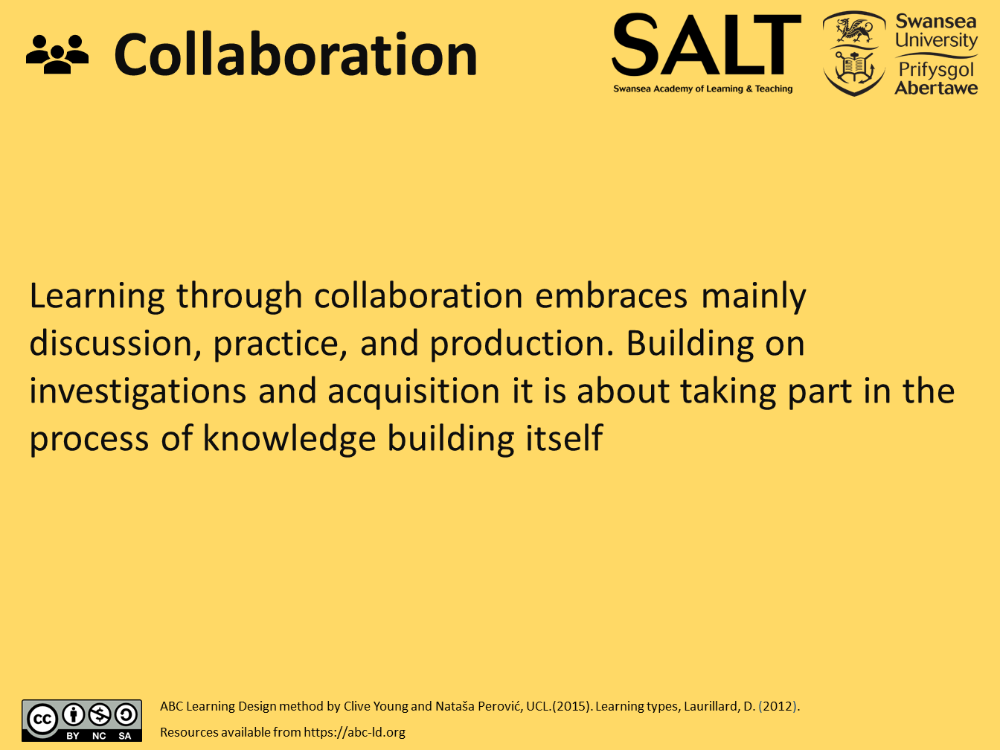 Collaboration
SALT
Swansea Academy of Learning & Teaching
Swansea
University
Prifysgol
Abertawe
Learning through collaboration embraces mainly
discussion, practice, and production. Building on
investigations and acquisition it is about taking part in the
process of knowledge building itself
cc
BY NC SA
ABC Learning Design method by Clive Young and Nataša Perović, UCL.(2015). Learning types, Laurillard, D. (2012).
Resources available from https://abc-ld.org